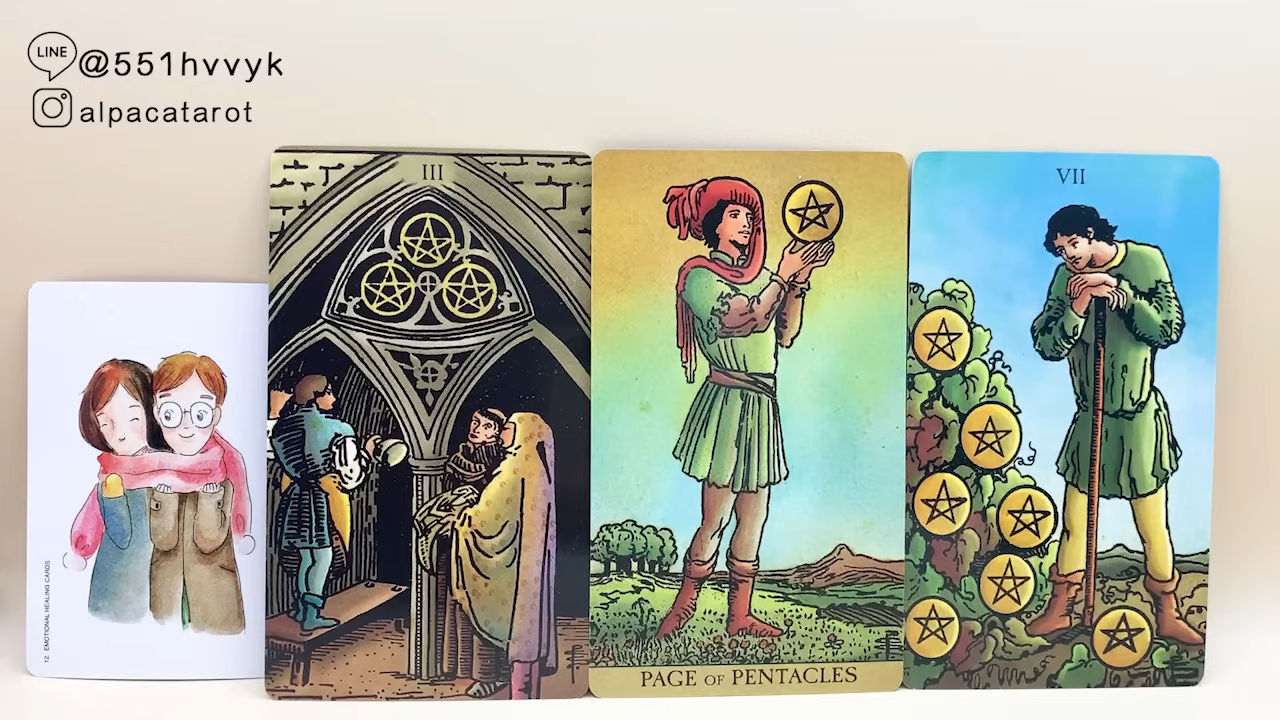 LINE
@551hvvyk
alpacatarot
12. EMOTIONAL HEALING CARDS
III
PAGE OF PENTACLES
VII